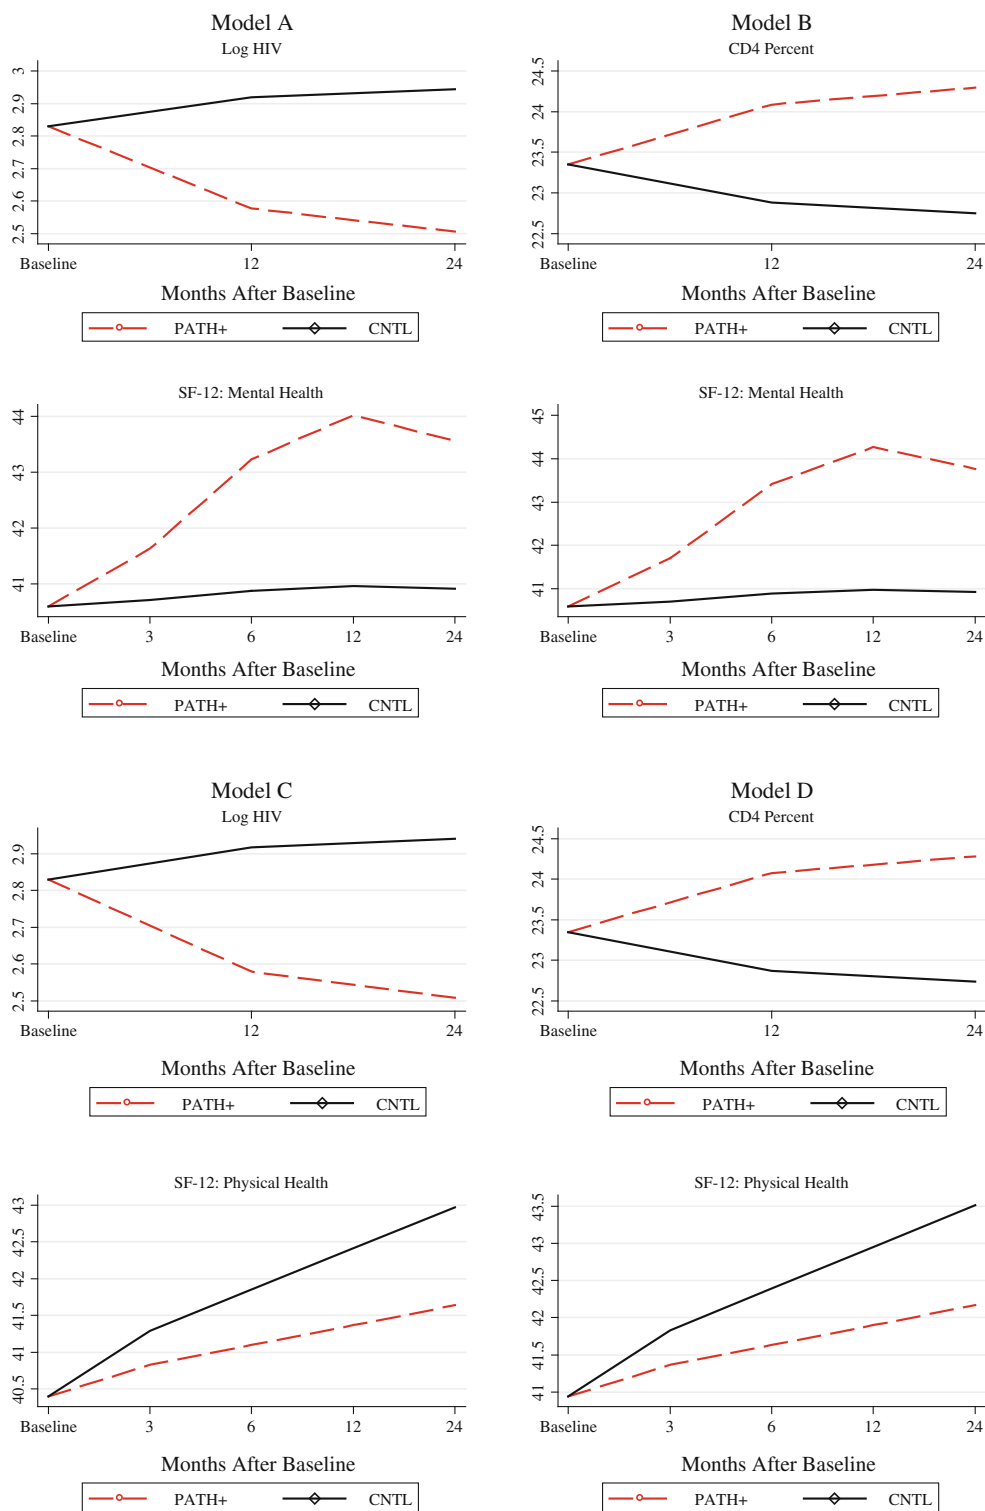 Model A
Log HIV
3
2.9
2.8
2.7
2.6
2.5
Baseline 12 24
Months After Baseline
PATH+ CNTL
Model B
CD4 Percent
24.5
24
23.5
23
22.5
Baseline 12 24
Months After Baseline
PATH+ CNTL
SF-12: Mental Health
44
43
42
41
Baseline 3 6 12 24
Months After Baseline
PATH+ CNTL
SF-12: Mental Health
45
44
43
42
41
Baseline 3 6 12 24
Months After Baseline
PATH+ CNTL
Model C
Log HIV
2.9
2.8
2.7
2.6
2.5
Baseline 12 24
Months After Baseline
PATH+ CNTL
Model D
CD4 Percent
24.5
24
23.5
23
22.5
Baseline 12 24
Months After Baseline
PATH+ CNTL
SF-12: Physical Health
43
42.5
42
41.5
41
40.5
Baseline 3 6 12 24
Months After Baseline
PATH+ CNTL
SF-12: Physical Health
43.5
43
42.5
42
41.5
41
Baseline 3 6 12 24
Months After Baseline
PATH+ CNTL